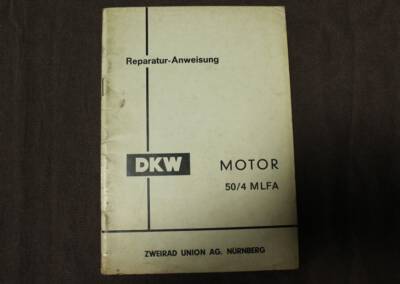 Reparatur-Anweisung
DKW MOTOR
50/4 MLFA
ZWEIRAD UNION AG. NÜRNBERG